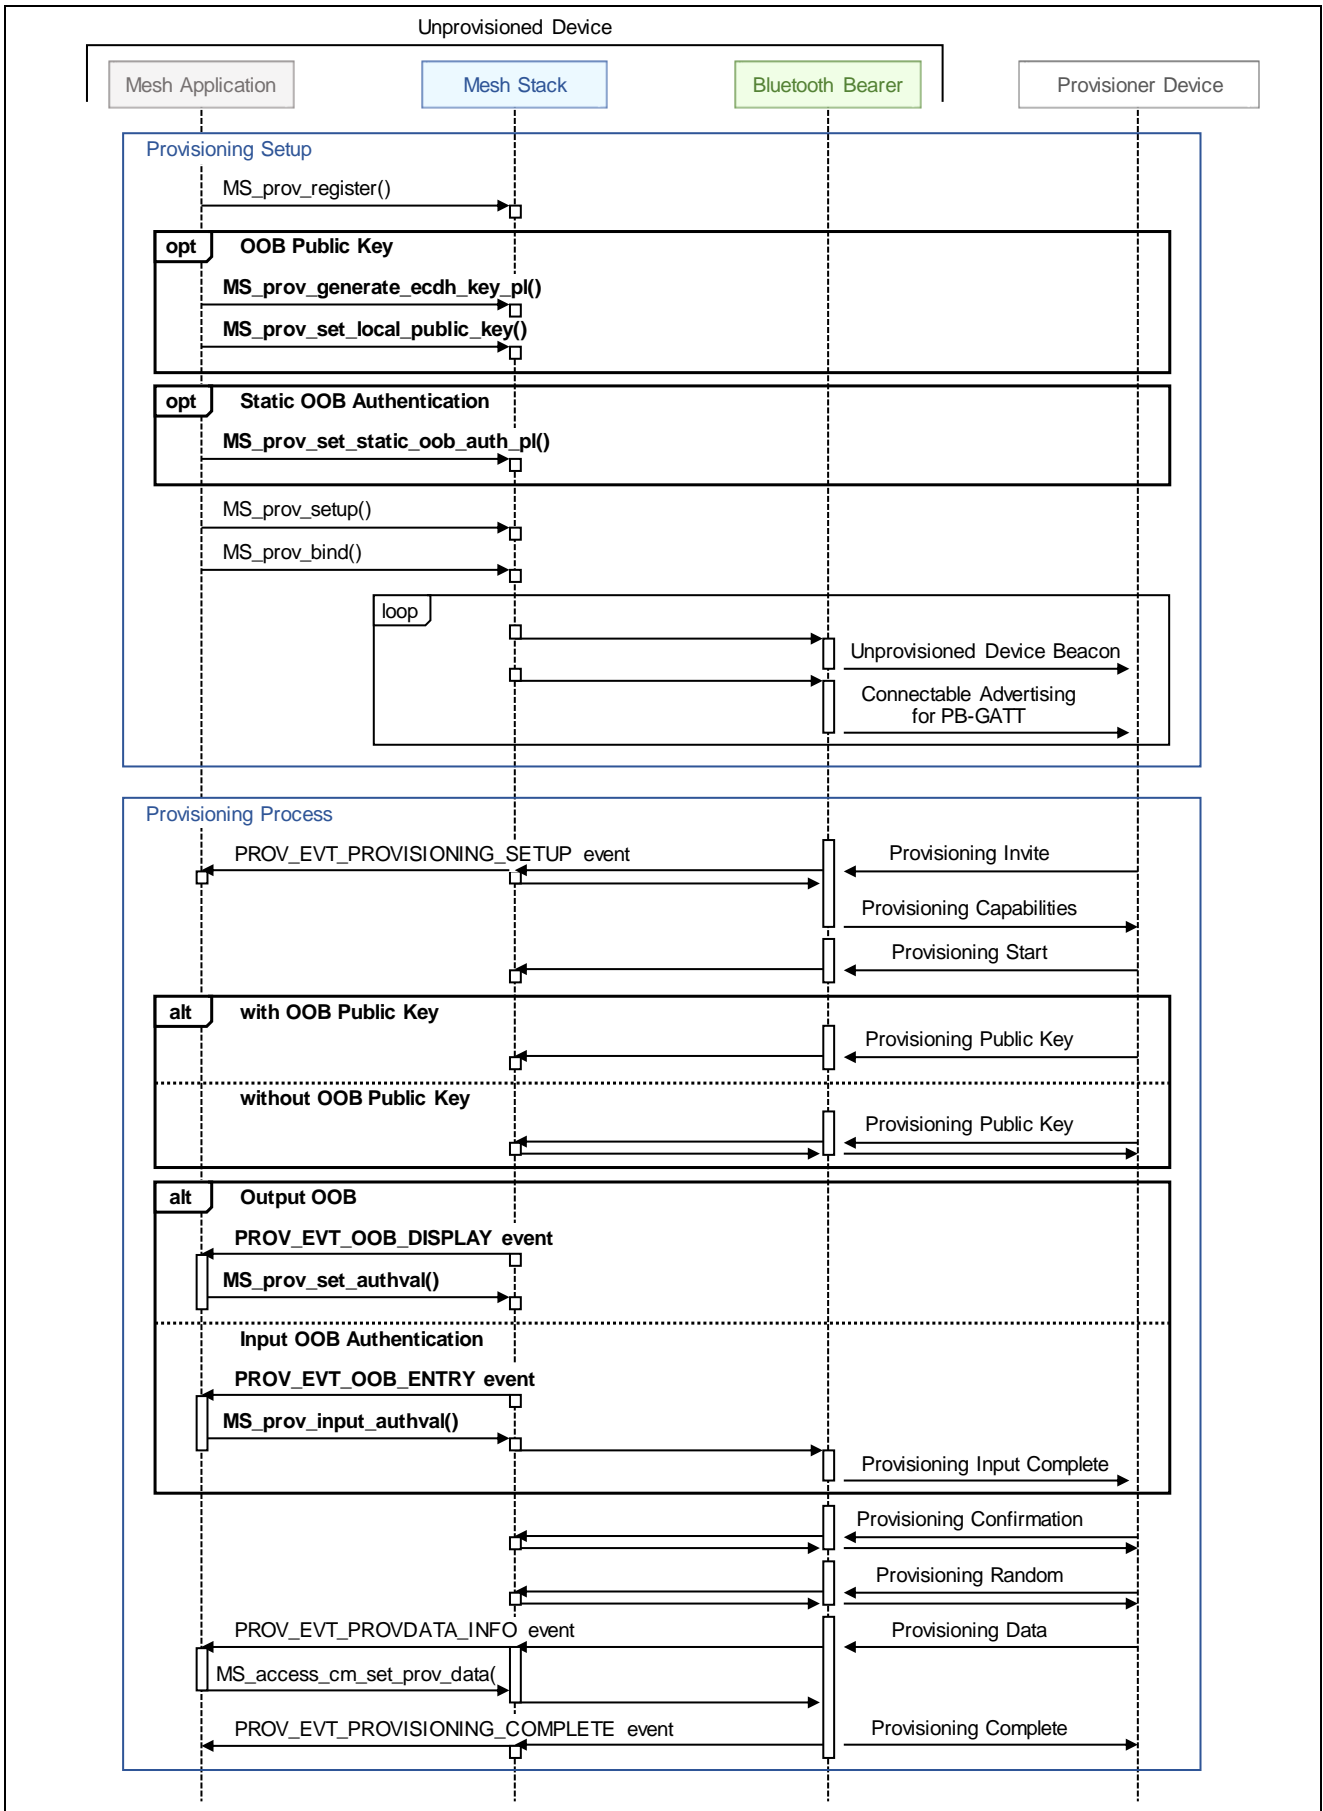 Unprovisioned Device
Mesh Application
Mesh Stack
Bluetooth Bearer
Provisioner Device
Provisioning Setup
MS_prov_register()
opt
OOB Public Key
MS_prov_generate_ecdh_key_pl()
MS_prov_set_local_public_key()
opt
Static OOB Authentication
MS_prov_set_static_oob_auth_pl()
MS_prov_setup()
MS_prov_bind()
loop
Unprovisioned Device Beacon
Connectable Advertising
for PB-GATT
Provisioning Process
PROV_EVT_PROVISIONING_SETUP event
Provisioning Invite
Provisioning Capabilities
Provisioning Start
alt
with OOB Public Key
Provisioning Public Key
without OOB Public Key
Provisioning Public Key
alt
Output OOB
PROV_EVT_OOB_DISPLAY event
MS_prov_set_authval()
Input OOB Authentication
PROV_EVT_OOB_ENTRY event
MS_prov_input_authval()
Provisioning Input Complete
Provisioning Confirmation
Provisioning Random
PROV_EVT_PROVDATA_INFO event
Provisioning Data
MS_access_cm_set_prov_data(
PROV_EVT_PROVISIONING_COMPLETE event
Provisioning Complete